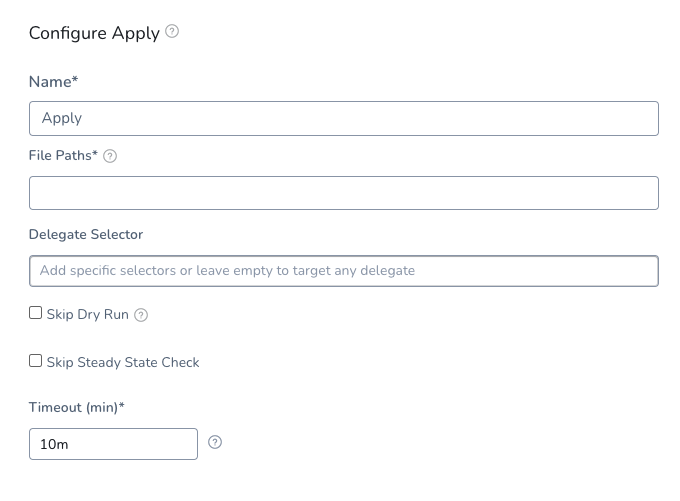 Configure Apply ?
Name*
Apply
File Paths* ?
Delegate Selector
Add specific selectors or leave empty to target any delegate
Skip Dry Run ?
Skip Steady State Check
Timeout (min)*
10m ?